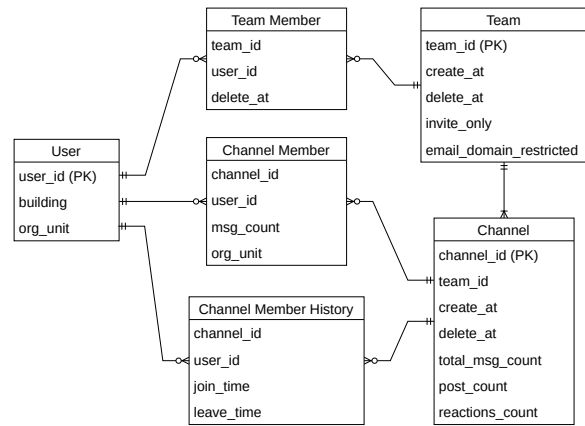 Team Member
team_id
user_id
delete_at
Team
team_id (PK)
create_at
delete_at
invite_only
email_domain_restricted
User
user_id (PK)
building
org_unit
Channel Member
channel_id
user_id
msg_count
org_unit
Channel
channel_id (PK)
team_id
create_at
delete_at
total_msg_count
post_count
reactions_count
Channel Member History
channel_id
user_id
join_time
leave_time